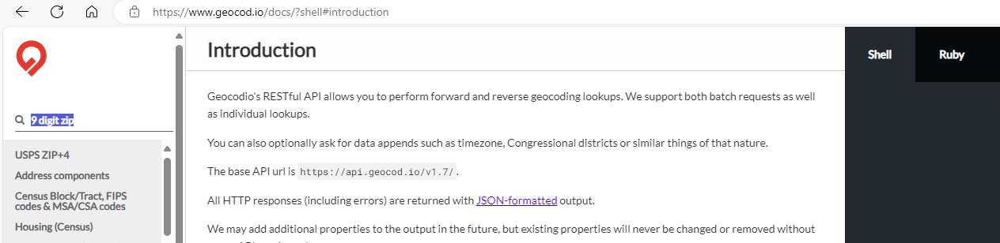 https://www.geocod.io/docs/?shell#introduction
Introduction
Shell
Ruby
9 digit zip
USPS ZIP+4
Address components
Census Block/Tract, FIPS
codes & MSA/CSA codes
Housing (Census)
Geocodio's RESTful API allows you to perform forward and reverse geocoding lookups. We support both batch requests as well
as individual lookups.
You can also optionally ask for data appends such as timezone, Congressional districts or similar things of that nature.
The base API url is https://api.geocod.io/v1.7/.
All HTTP responses (including errors) are returned with JSON-formatted output.
We may add additional properties to the output in the future, but existing properties will never be changed or removed without